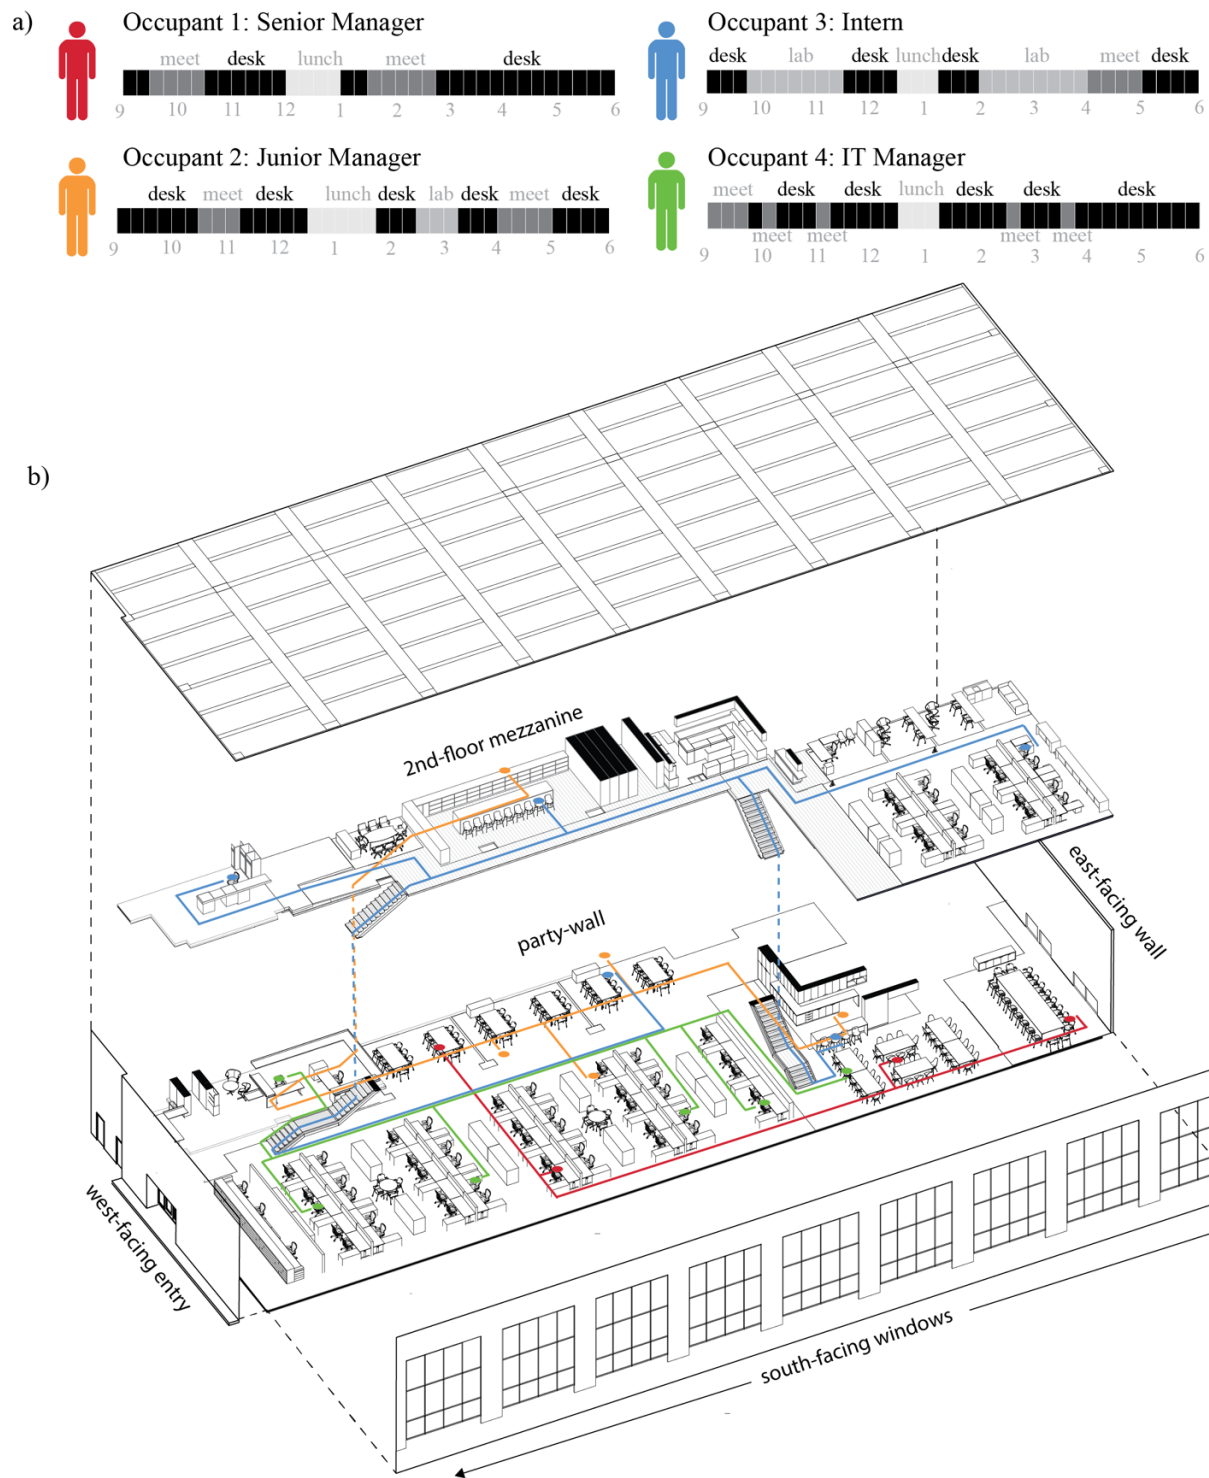 a)
Occupant 1: Senior Manager
meet desk lunch meet desk
9 10 11 12 1 2 3 4 5 6
Occupant 3: Intern
desk lab desk lunch desk lab meet desk
9 10 11 12 1 2 3 4 5 6
Occupant 2: Junior Manager
desk meet desk lunch desk lab desk meet desk
9 10 11 12 1 2 3 4 5 6
Occupant 4: IT Manager
meet desk desk lunch desk desk desk
meet meet meet meet
9 10 11 12 1 2 3 4 5 6
b)
2nd-floor mezzanine
party-wall
east-facing wall
west-facing entry
south-facing windows